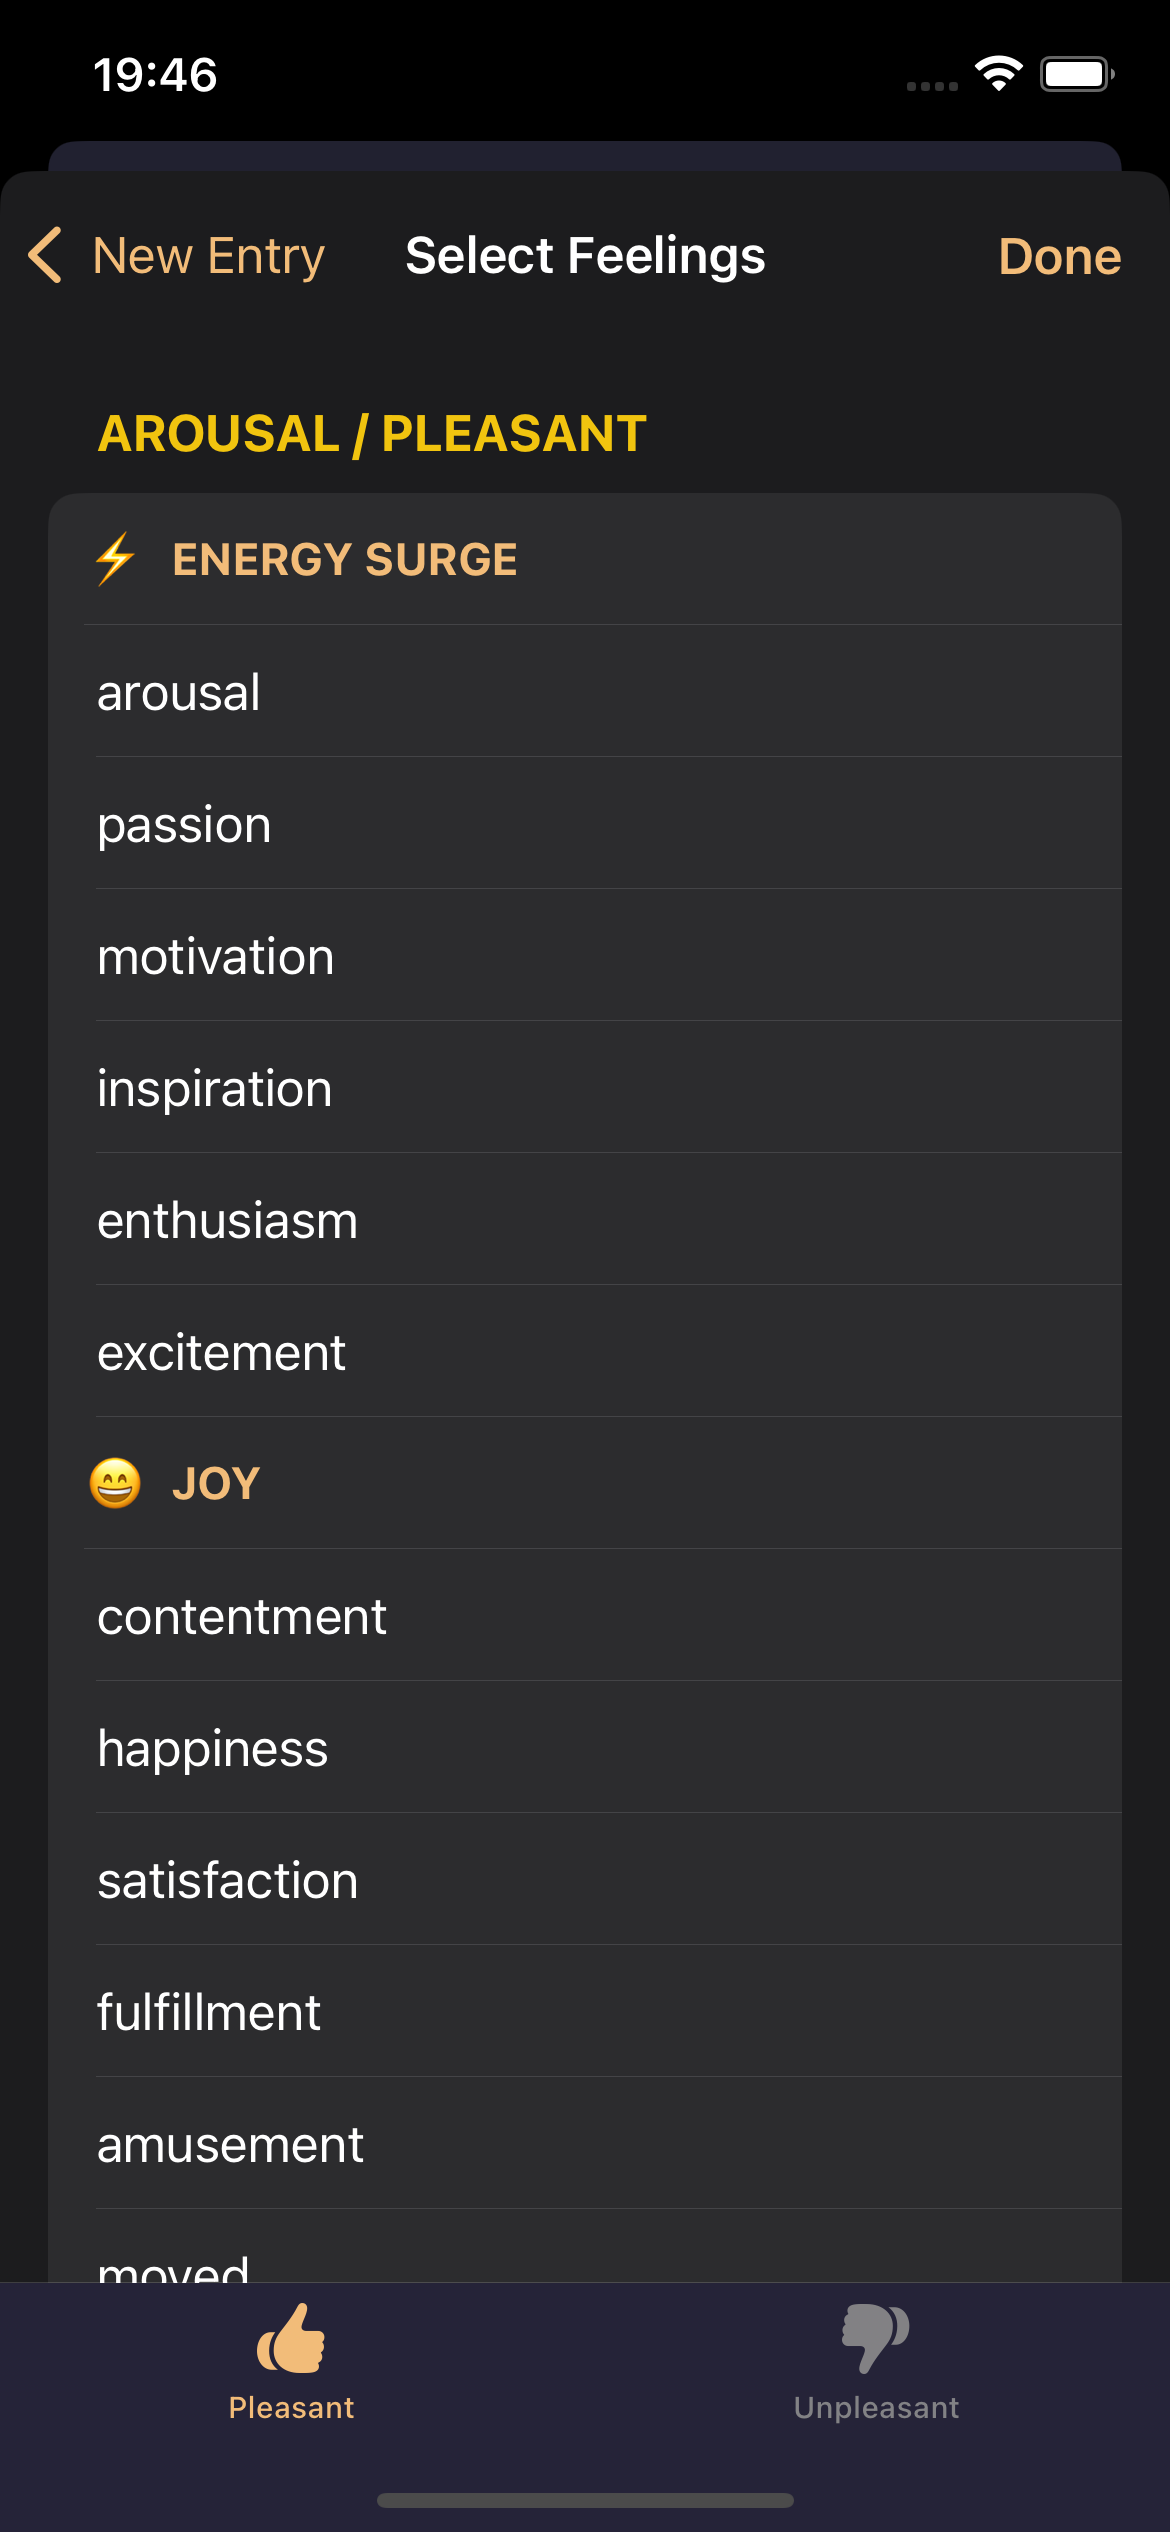 19:46
New Entry
Select Feelings
Done
AROUSAL / PLEASANT
⚡ ENERGY SURGE
arousal
passion
motivation
inspiration
enthusiasm
excitement
😄 JOY
contentment
happiness
satisfaction
fulfillment
amusement
moved
Pleasant
Unpleasant